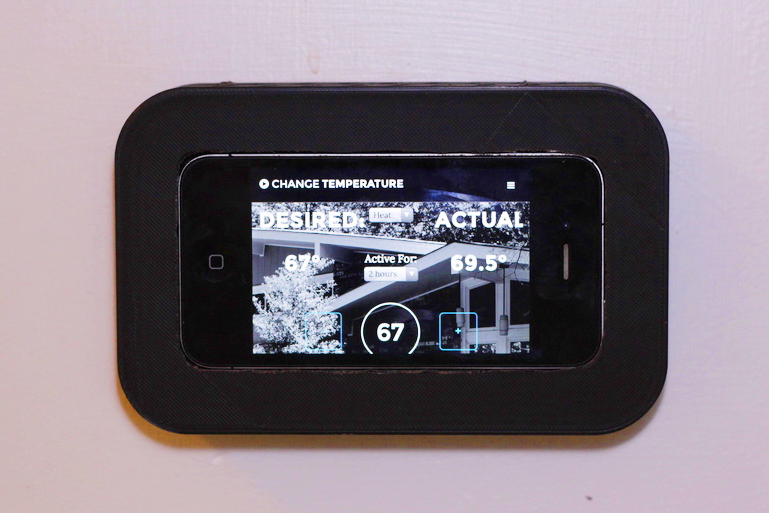 CHANGE TEMPERATURE
DESIRED Heat ACTUAL
67° Active For: 69.5°
2 hours
67 +